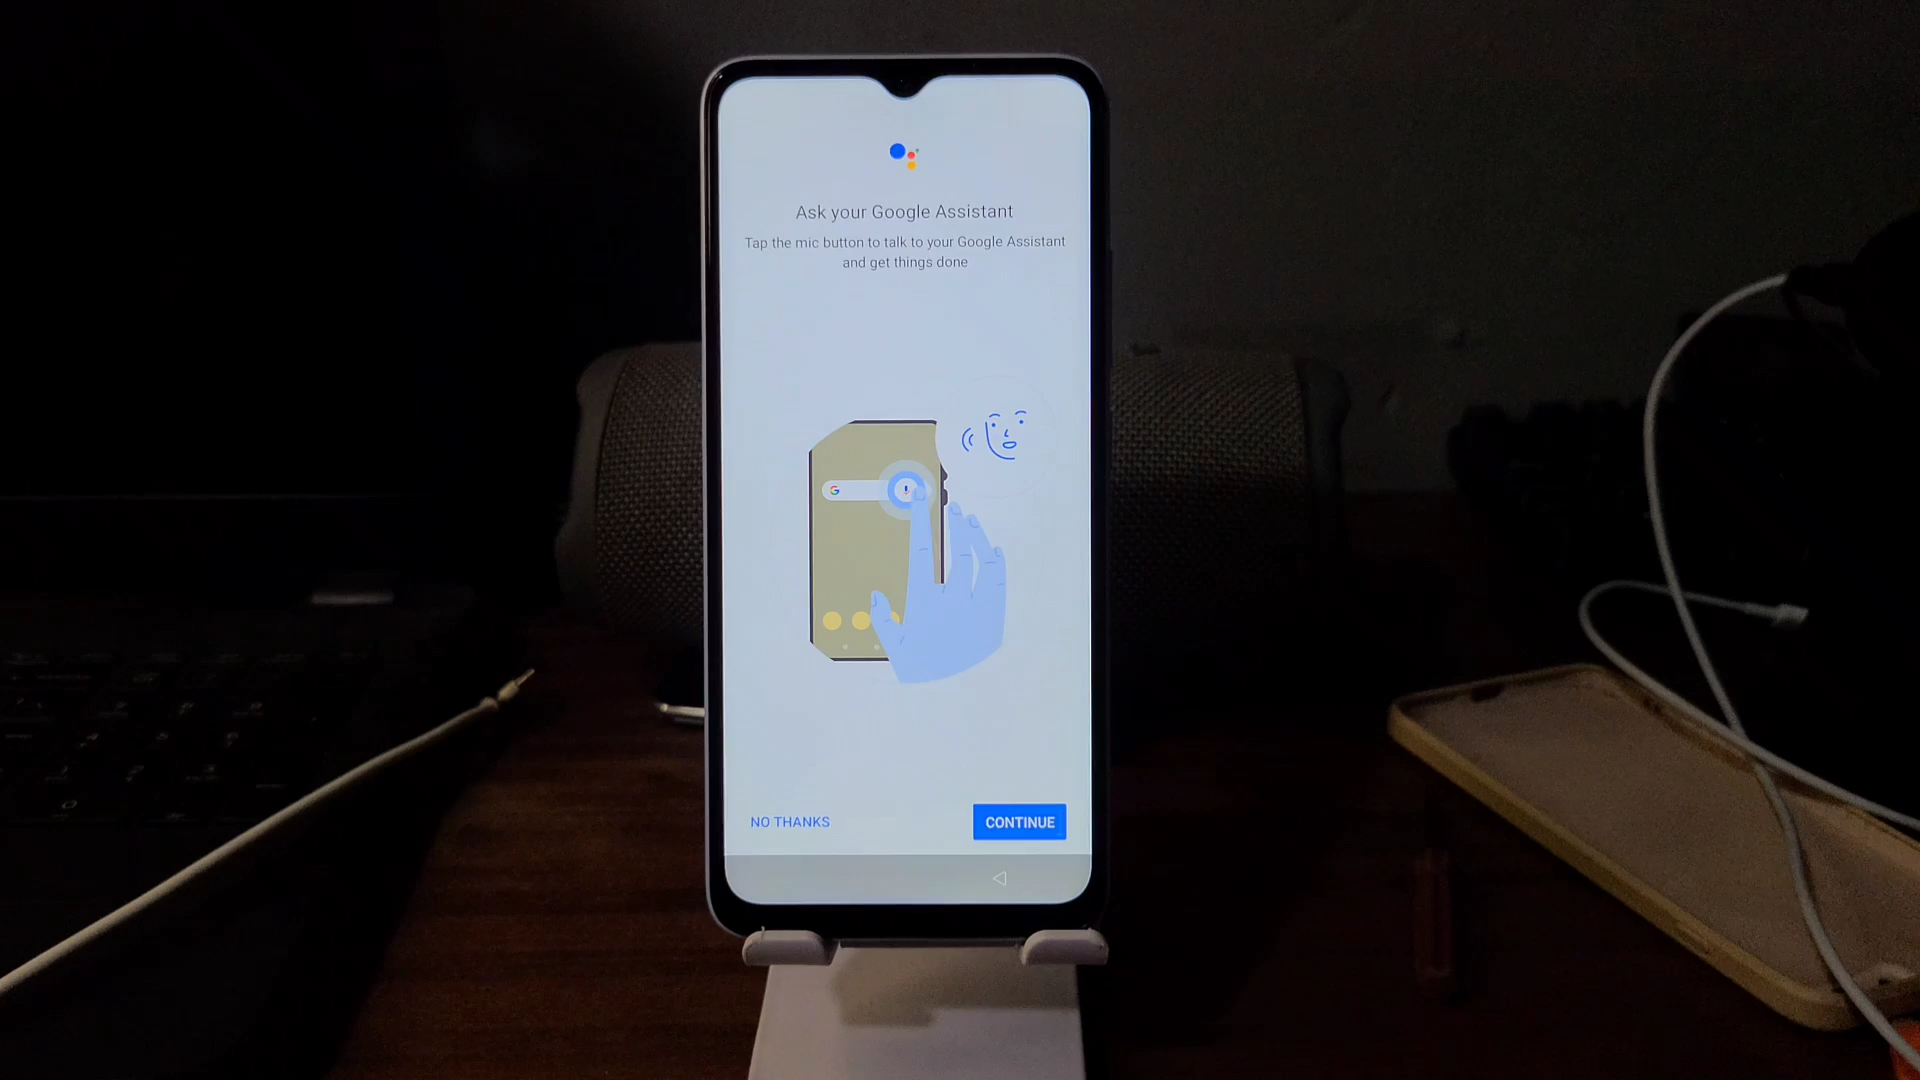 Ask your Google Assistant
Tap the mic button to talk to your Google Assistant
and get things done
G
NO THANKS
CONTINUE